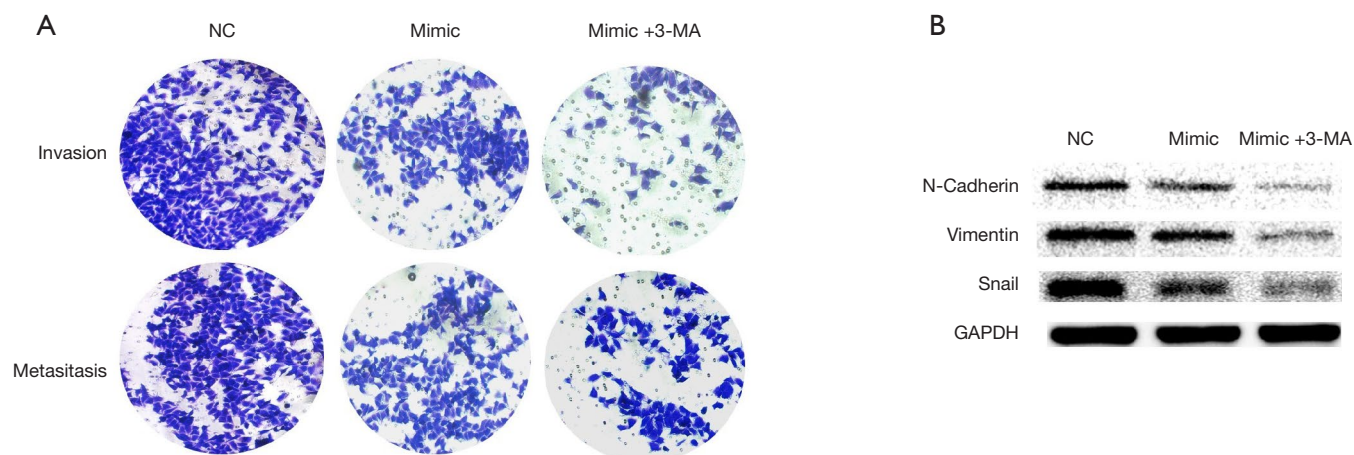 A
NC
Mimic
Mimic +3-MA
Invasion
Metasitasis
B
NC
Mimic
Mimic +3-MA
N-Cadherin
Vimentin
Snail
GAPDH